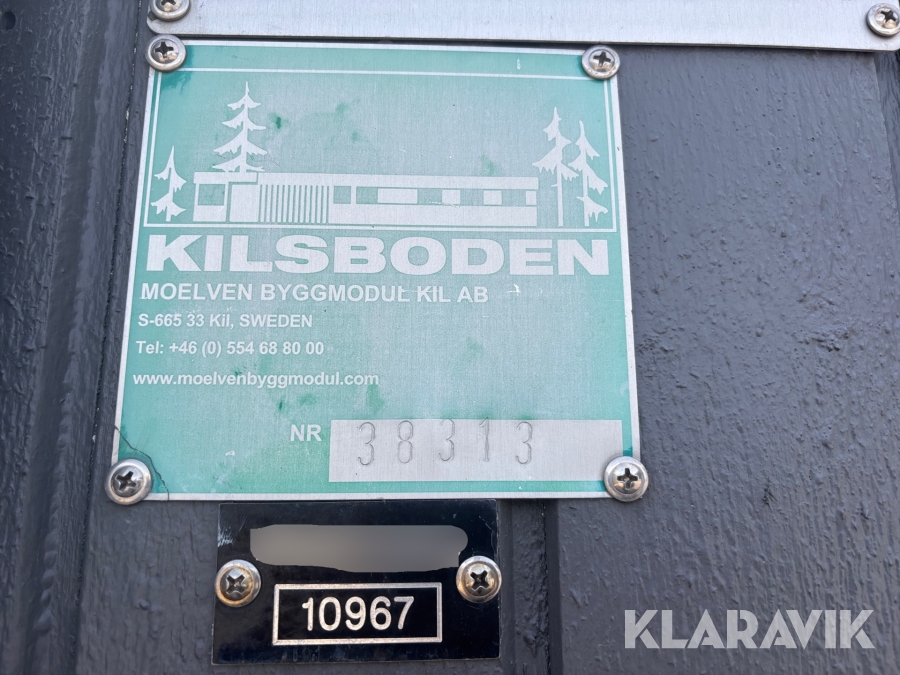 KILSBODEN
MOELVEN BYGGMODUL KIL AB
S-665 33 Kil, SWEDEN
Tel: +46 (0) 554 68 80 00
www.moelvenbyggmodul.com
NR 38313
10967
KLARAVIK